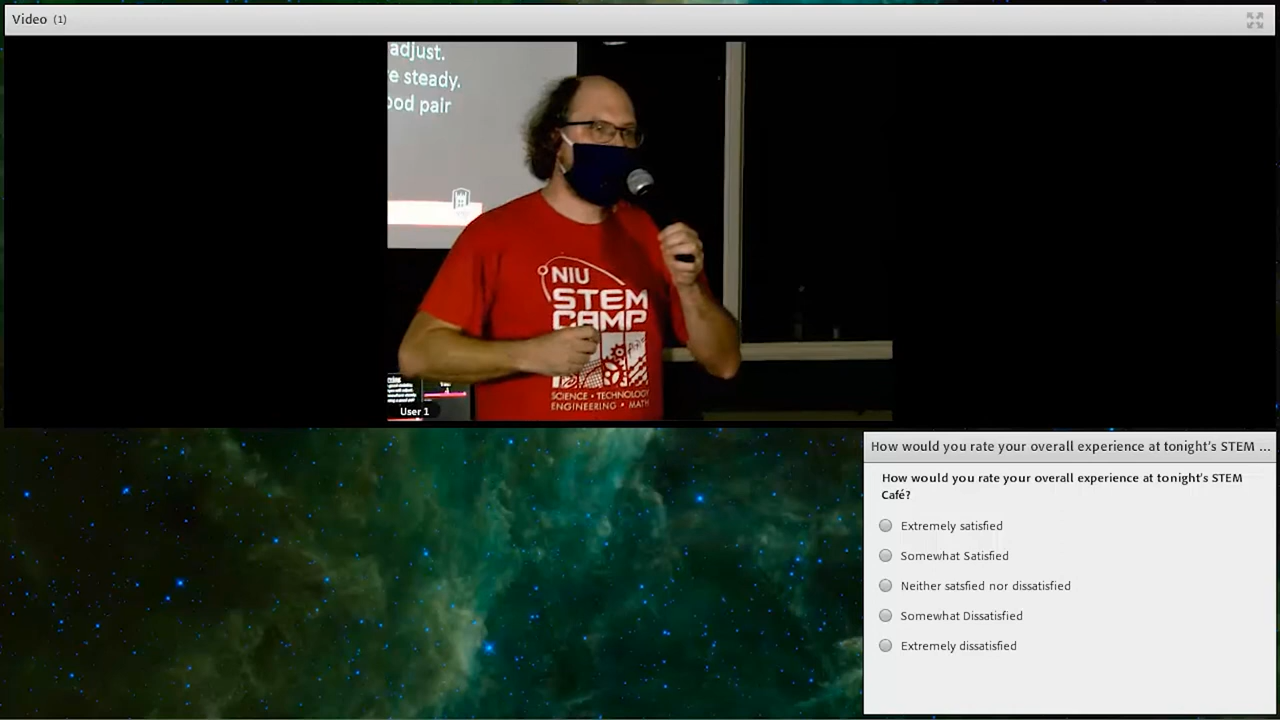 Video (1)
adjust.
e steady.
ood pair
NIU
STEM
CAMP
SCIENCE • TECHNOLOGY
ENGINEERING • MATH
User 1
How would you rate your overall experience at tonight's STEM ...
How would you rate your overall experience at tonight's STEM
Café?
Extremely satisfied
Somewhat Satisfied
Neither satsfied nor dissatisfied
Somewhat Dissatisfied
Extremely dissatisfied